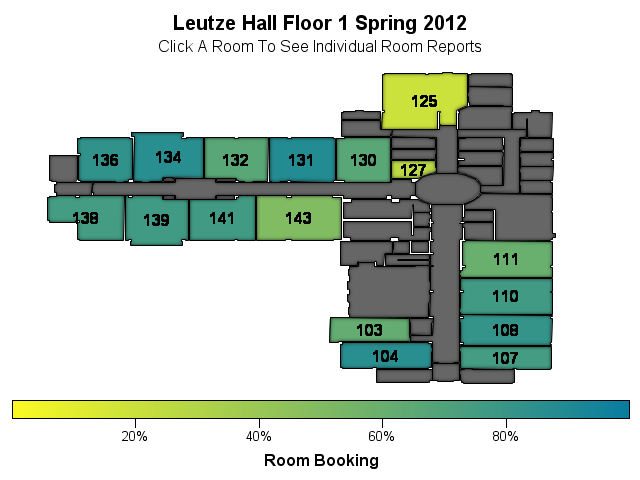 Leutze Hall Floor 1 Spring 2012
Click A Room To See Individual Room Reports
125
136 134 132 131 130
127
138 139 141 143
111
110
103 108
104 107
20% 40% 60% 80%
Room Booking